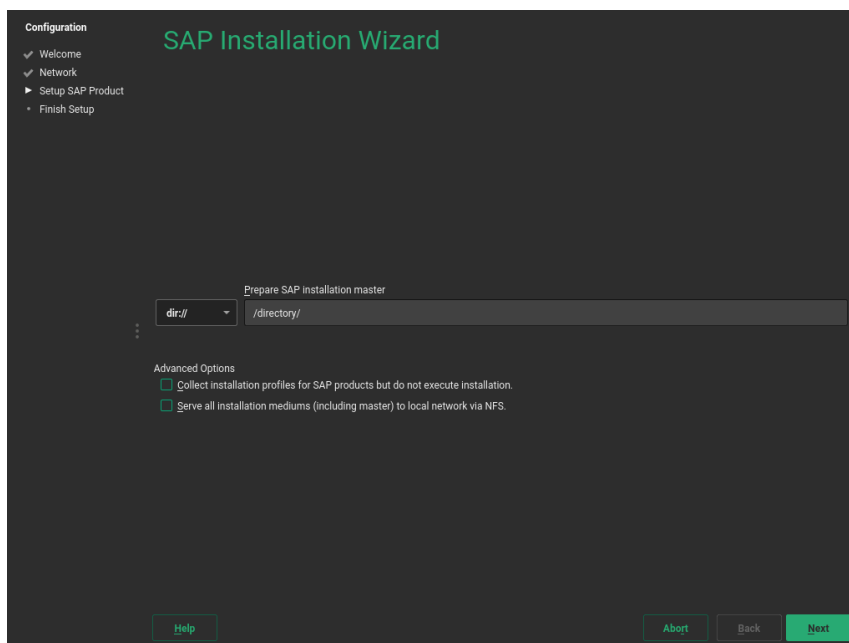 Configuration
Welcome
Network
Setup SAP Product
Finish Setup
SAP Installation Wizard
Prepare SAP installation master
dir://
/directory/
Advanced Options
Collect installation profiles for SAP products but do not execute installation.
Serve all installation mediums (including master) to local network via NFS.
Help
Abort
Back
Next